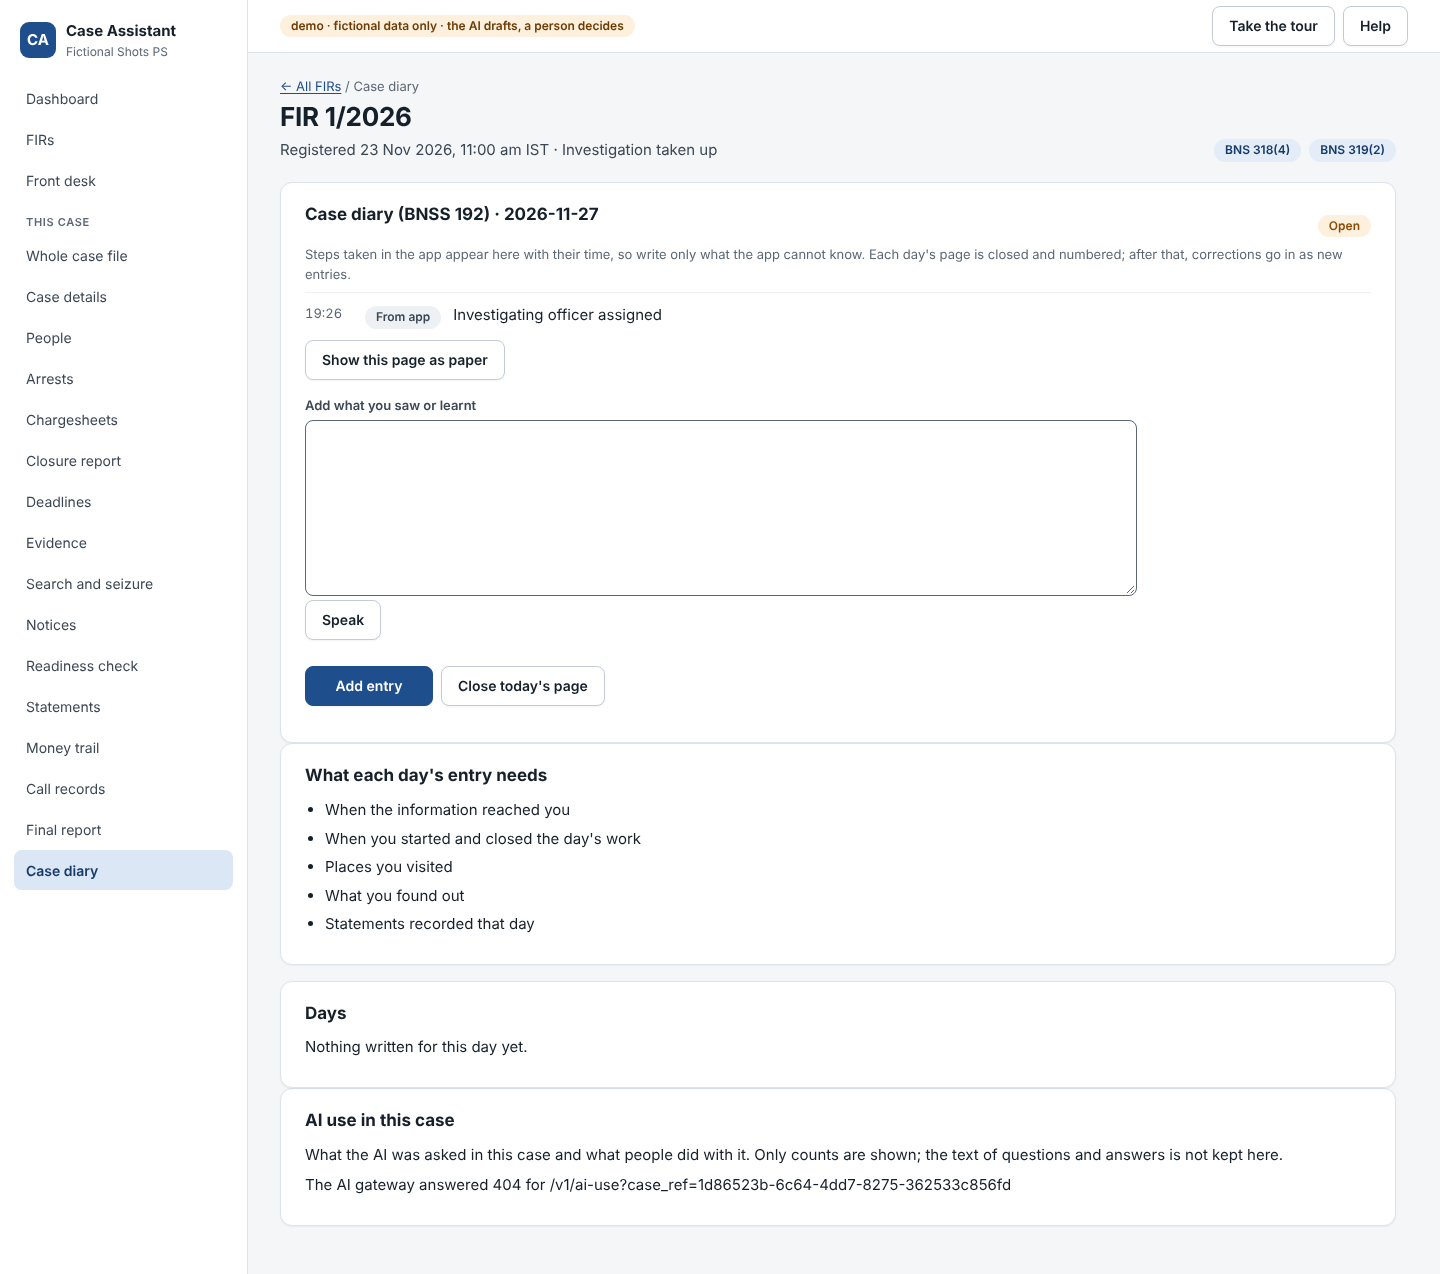 CA
Case Assistant
Fictional Shots PS
demo · fictional data only · the AI drafts, a person decides
Take the tour
Help
Dashboard
FIRs
Front desk
THIS CASE
Whole case file
Case details
People
Arrests
Chargesheets
Closure report
Deadlines
Evidence
Search and seizure
Notices
Readiness check
Statements
Money trail
Call records
Final report
Case diary
← All FIRs / Case diary
FIR 1/2026
Registered 23 Nov 2026, 11:00 am IST · Investigation taken up
BNS 318(4)
BNS 319(2)
Case diary (BNSS 192) · 2026-11-27
Open
Steps taken in the app appear here with their time, so write only what the app cannot know. Each day's page is closed and numbered; after that, corrections go in as new
entries.
19:26 From app Investigating officer assigned
Show this page as paper
Add what you saw or learnt
Speak
Add entry
Close today's page
What each day's entry needs
• When the information reached you
• When you started and closed the day's work
• Places you visited
• What you found out
• Statements recorded that day
Days
Nothing written for this day yet.
AI use in this case
What the AI was asked in this case and what people did with it. Only counts are shown; the text of questions and answers is not kept here.
The AI gateway answered 404 for /v1/ai-use?case_ref=1d86523b-6c64-4dd7-8275-362533c856fd